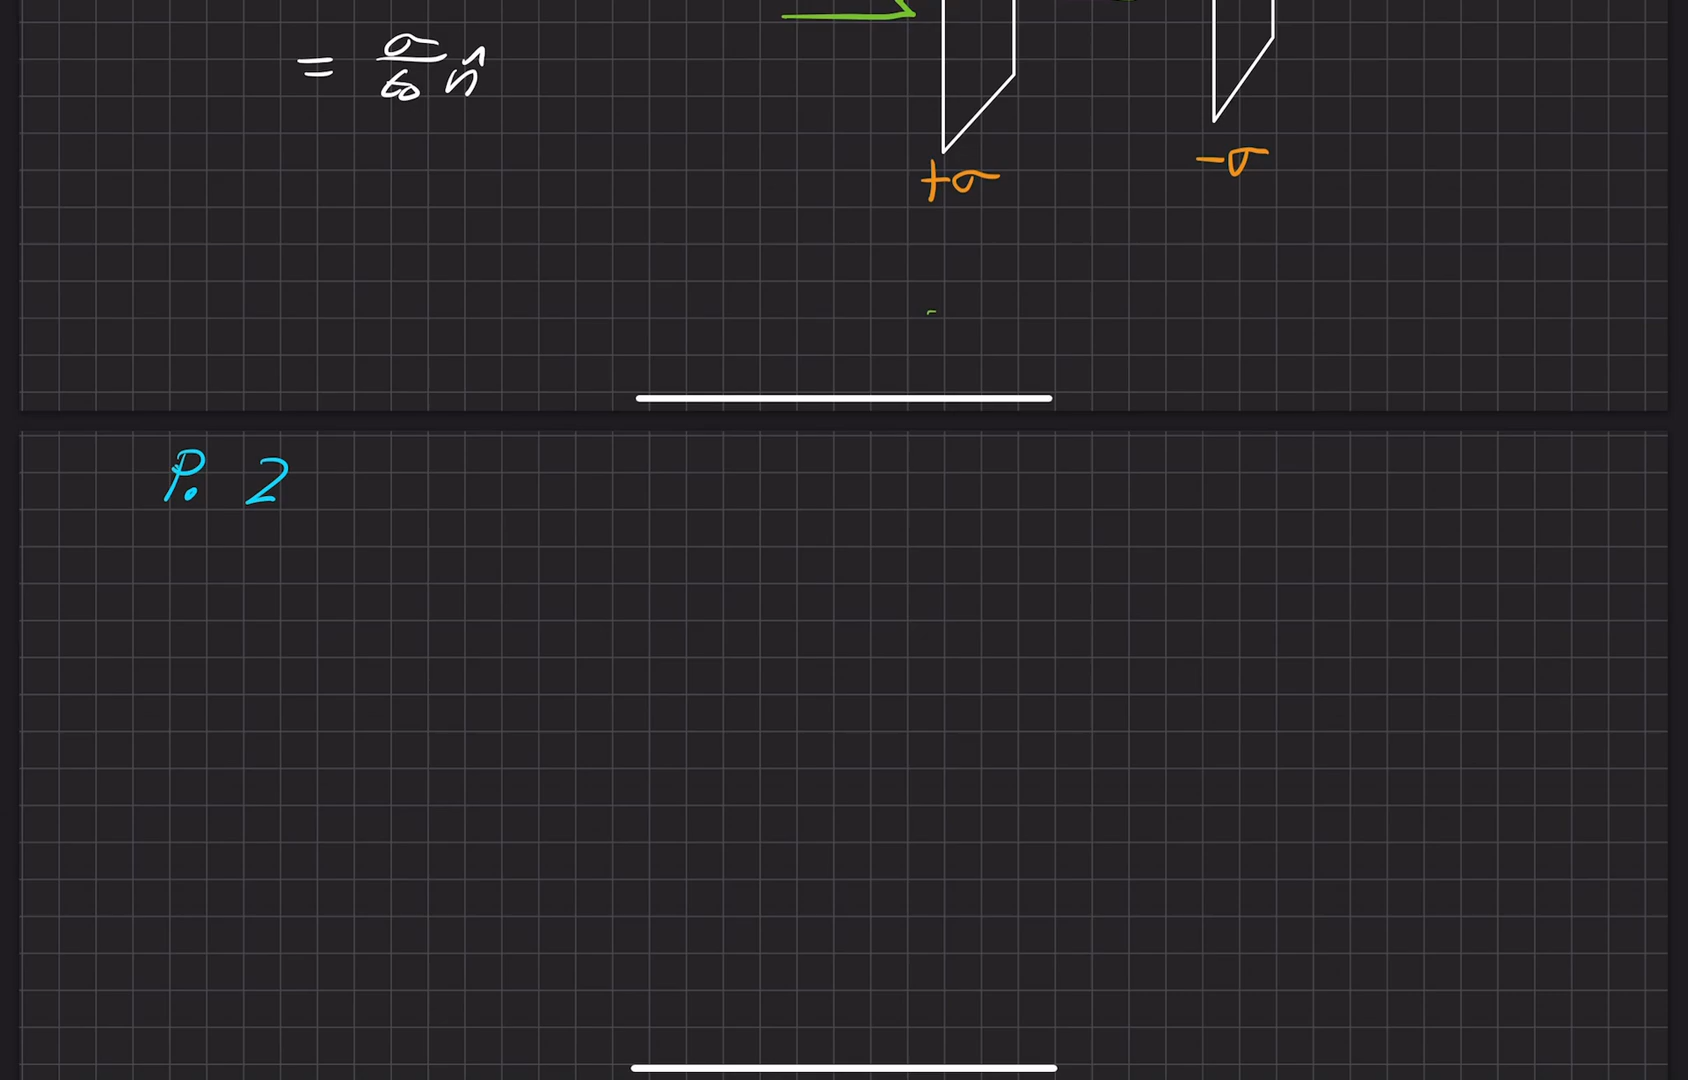 = σ/ε₀ n̂
+σ
-σ
P. 2